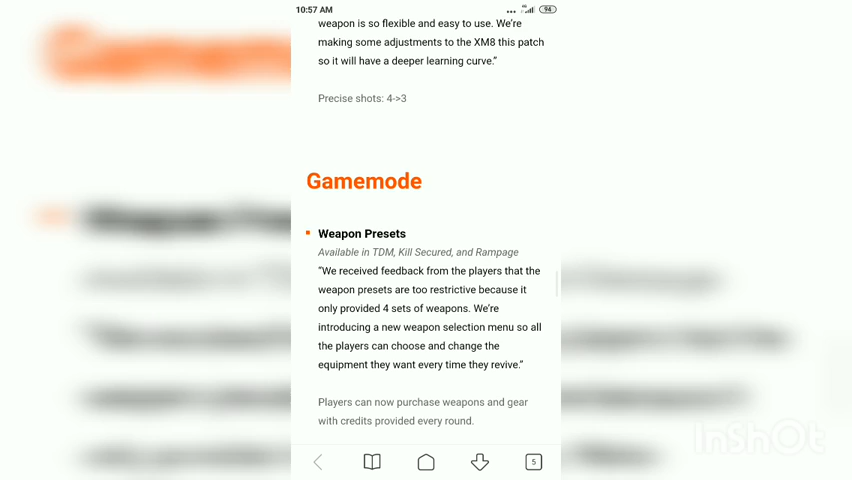 10:57 AM
94
weapon is so flexible and easy to use. We're
making some adjustments to the XM8 this patch
so it will have a deeper learning curve."
Precise shots: 4->3
Gamemode
Weapon Presets
Available in TDM, Kill Secured, and Rampage
"We received feedback from the players that the
weapon presets are too restrictive because it
only provided 4 sets of weapons. We're
introducing a new weapon selection menu so all
the players can choose and change the
equipment they want every time they revive."
Players can now purchase weapons and gear
with credits provided every round.
5
InShOt